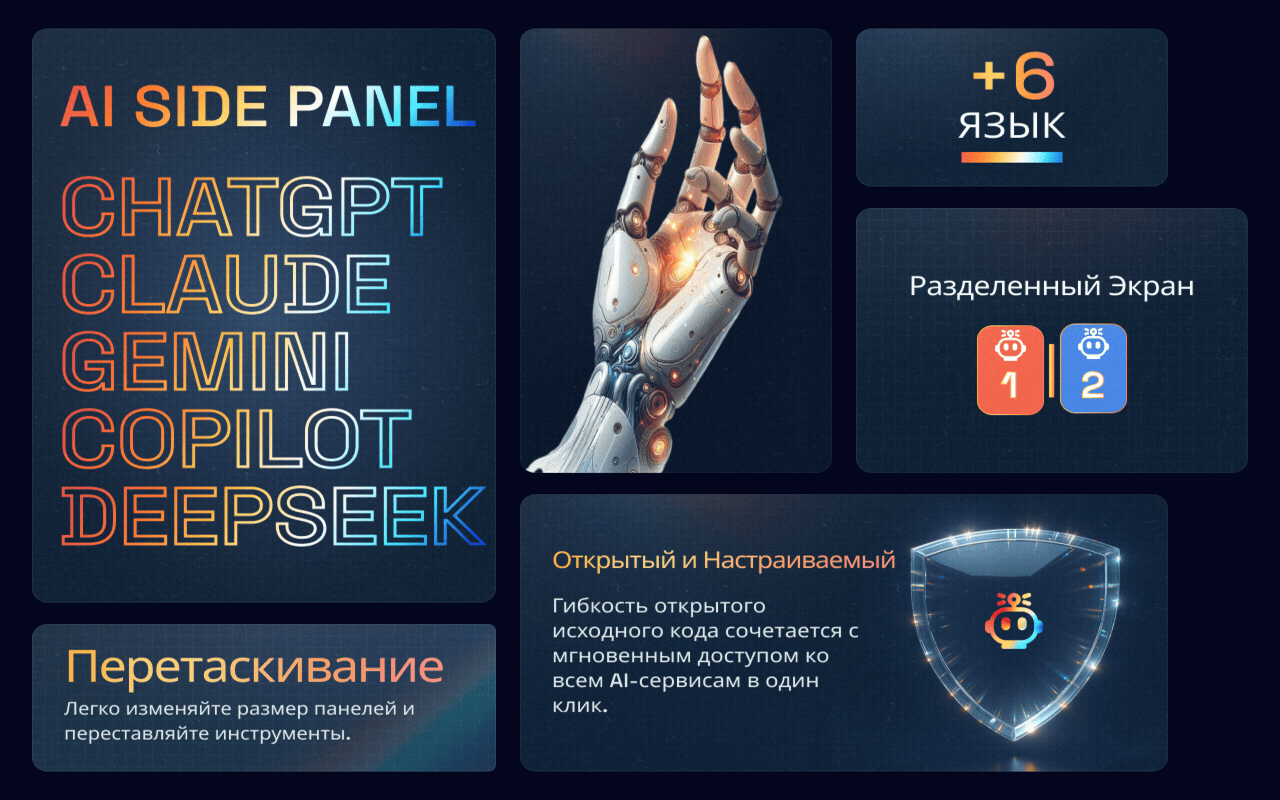 AI SIDE PANEL
CHATGPT
CLAUDE
GEMINI
COPILOT
DEEPSEEK
Перетаскивание
Легко изменяйте размер панелей и
переставляйте инструменты.
+6
ЯЗЫК
Разделенный Экран
1
2
Открытый и Настраиваемый
Гибкость открытого
исходного кода сочетается с
мгновенным доступом ко
всем AI-сервисам в один
клик.